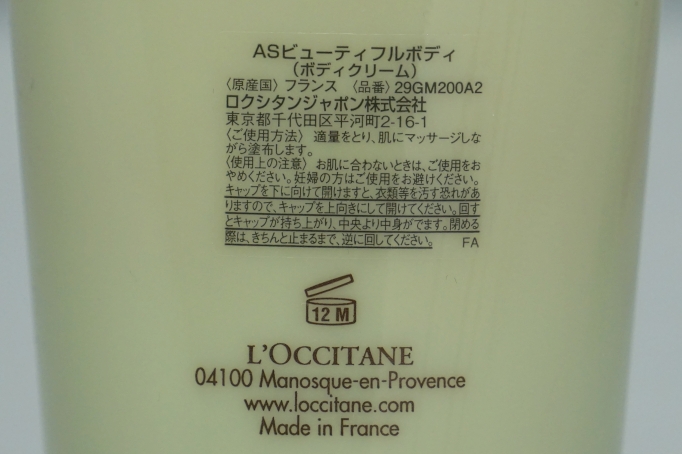 ASビューティフルボディ
（ボディクリーム）
〈原産国〉フランス 〈品番〉29GM200A2
ロクシタンジャポン株式会社
東京都千代田区平河町2-16-1
〈ご使用方法〉 適量をとり、肌にマッサージしな
がら塗布します。
〈使用上の注意〉 お肌に合わないときは、ご使用をお
やめください。妊婦の方はご使用をお避けください。
キャップを下に向けて開けますと、衣類等を汚す恐れがあ
りますので、キャップを上向きにして開けてください。回す
とキャップが持ち上がり、中央より中身がでます。閉める
際は、きちんと止まるまで、逆に回してください。 FA
12 M
L'OCCITANE
04100 Manosque-en-Provence
www.loccitane.com
Made in France